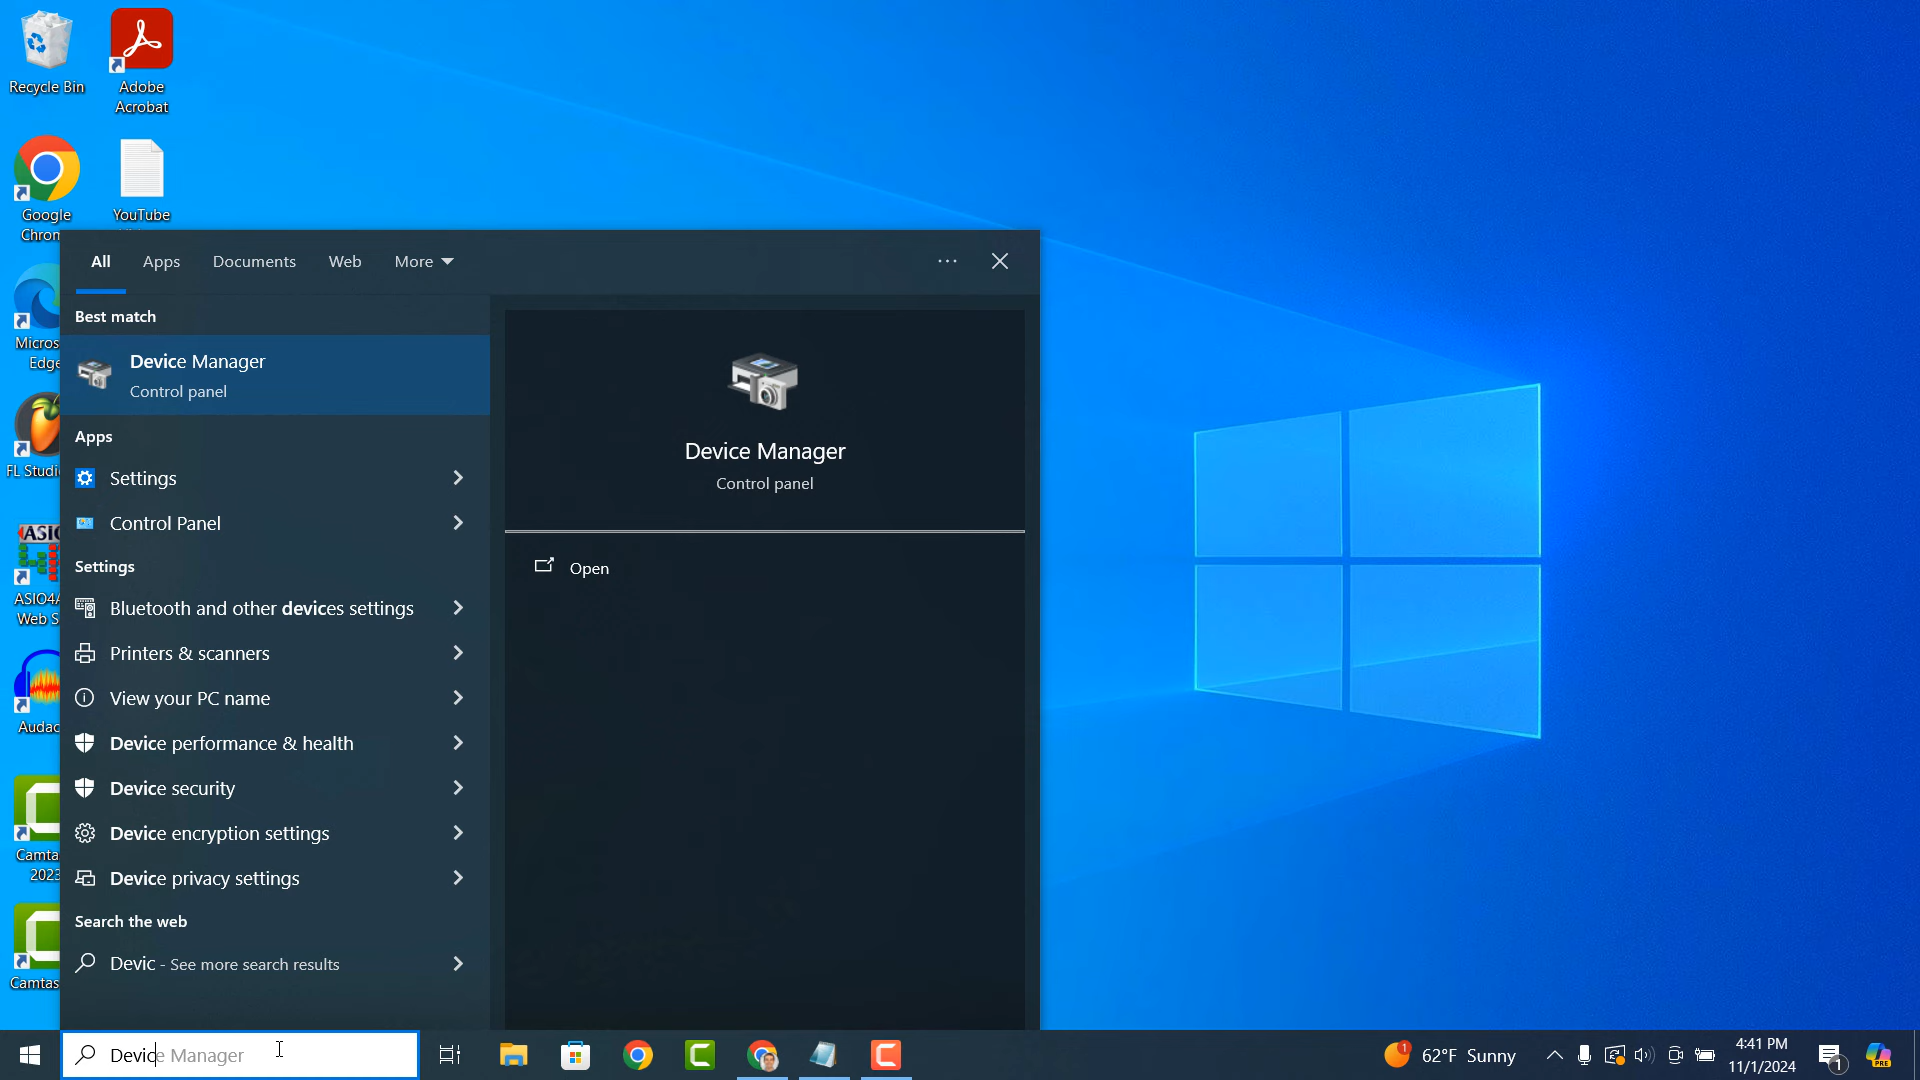 Recycle Bin
Adobe
Acrobat
Google
Chrom
YouTube
Micros
Edge
FL Studi
ASIO
ASIO4A
Web S
Audac
Camta
2023
Camtas
All
Apps
Documents
Web
More
Best match
Device Manager
Control panel
Apps
Settings
Control Panel
Settings
Bluetooth and other devices settings
Printers & scanners
View your PC name
Device performance & health
Device security
Device encryption settings
Device privacy settings
Search the web
Devic - See more search results
Device Manager
Control panel
Open
Device Manager
1
62°F Sunny
4:41 PM
11/1/2024
1
PRE